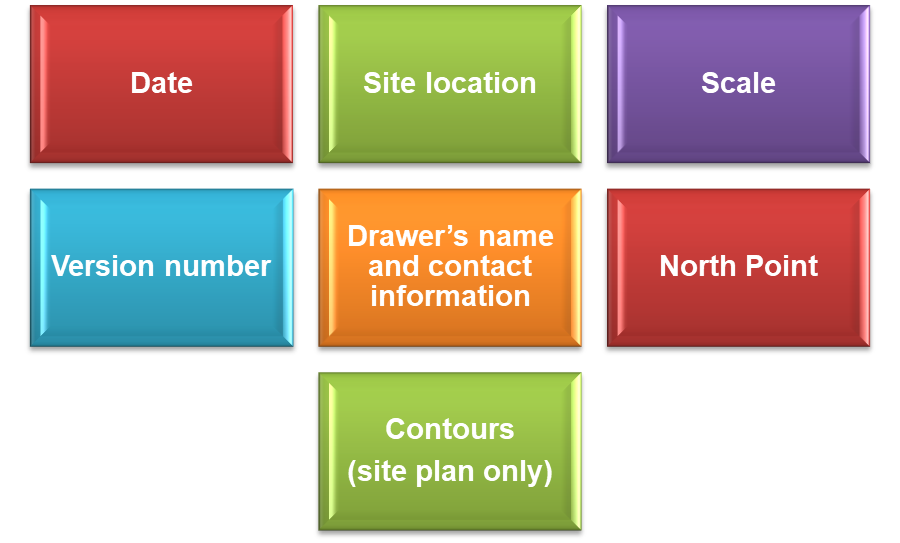 Date
Site location
Scale
Version number
Drawer’s name
and contact
information
North Point
Contours
(site plan only)